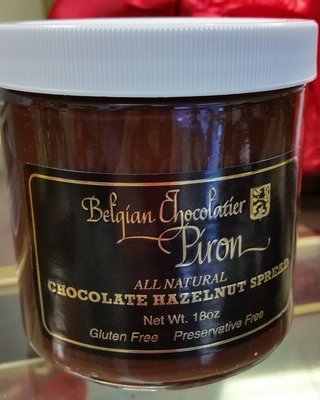 Belgian Chocolatier
Piron
ALL NATURAL
CHOCOLATE HAZELNUT SPREAD
Net Wt. 18oz
Gluten Free Preservative Free